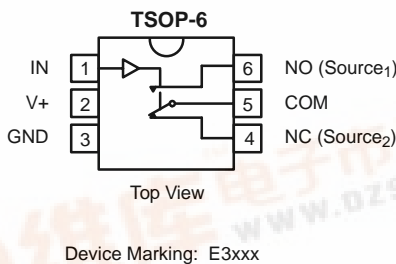 TSOP-6
IN 1 6 NO (Source1)
V+ 2 5 COM
GND 3 4 NC (Source2)
Top View
Device Marking: E3xxx